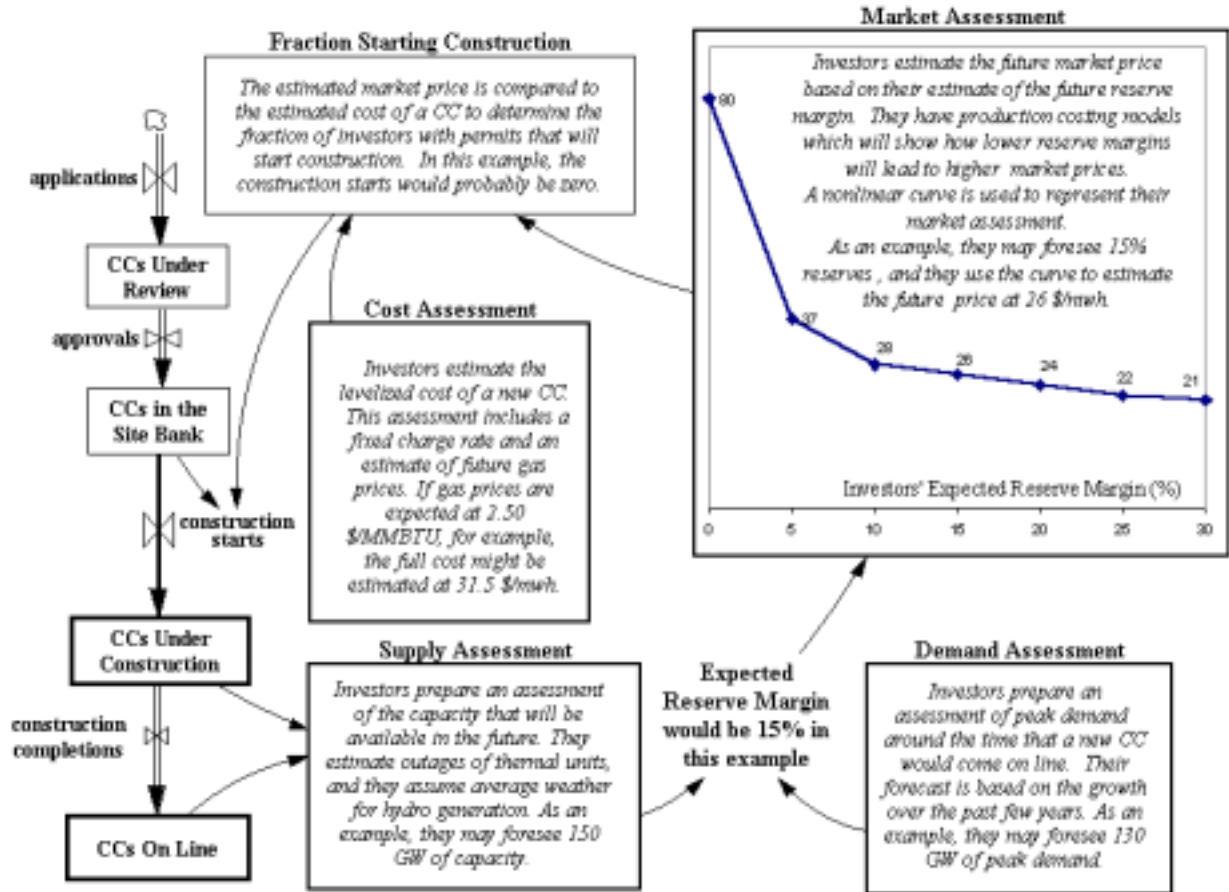 Fraction Starting Construction
The estimated market price is compared to
the estimated cost of a CC to determine the
fraction of investors with permits that will
start construction. In this example, the
construction starts would probably be zero.
Market Assessment
Investors estimate the future market price
based on their estimate of the future reserve
margin. They have production costing models
which will show how lower reserve margins
will lead to higher market prices.
A nonlinear curve is used to represent their
market assessment.
As an example, they may foresee 15%
reserves, and they use the curve to estimate
the future price at 26 $/mwh.
37
28
26
24
22
21
Investors' Expected Reserve Margin (%)
0
5
10
15
20
25
30
applications
CCs Under
Review
approvals
CCs in the
Site Bank
construction
starts
CCs Under
Construction
construction
completions
CCs On Line
Cost Assessment
Investors estimate the
levelized cost of a new CC.
This assessment includes a
fixed charge rate and an
estimate of future gas
prices. If gas prices are
expected at 2.50
$/MMBTU, for example,
the full cost might be
estimated at 31.5 $/mwh.
Supply Assessment
Investors prepare an assessment
of the capacity that will be
available in the future. They
estimate outages of thermal units,
and they assume average weather
for hydro generation. As an
example, they may foresee 150
GW of capacity.
Expected
Reserve Margin
would be 15% in
this example
Demand Assessment
Investors prepare an
assessment of peak demand
around the time that a new CC
would come on line. Their
forecast is based on the growth
over the past few years. As an
example, they may foresee 130
GW of peak demand.